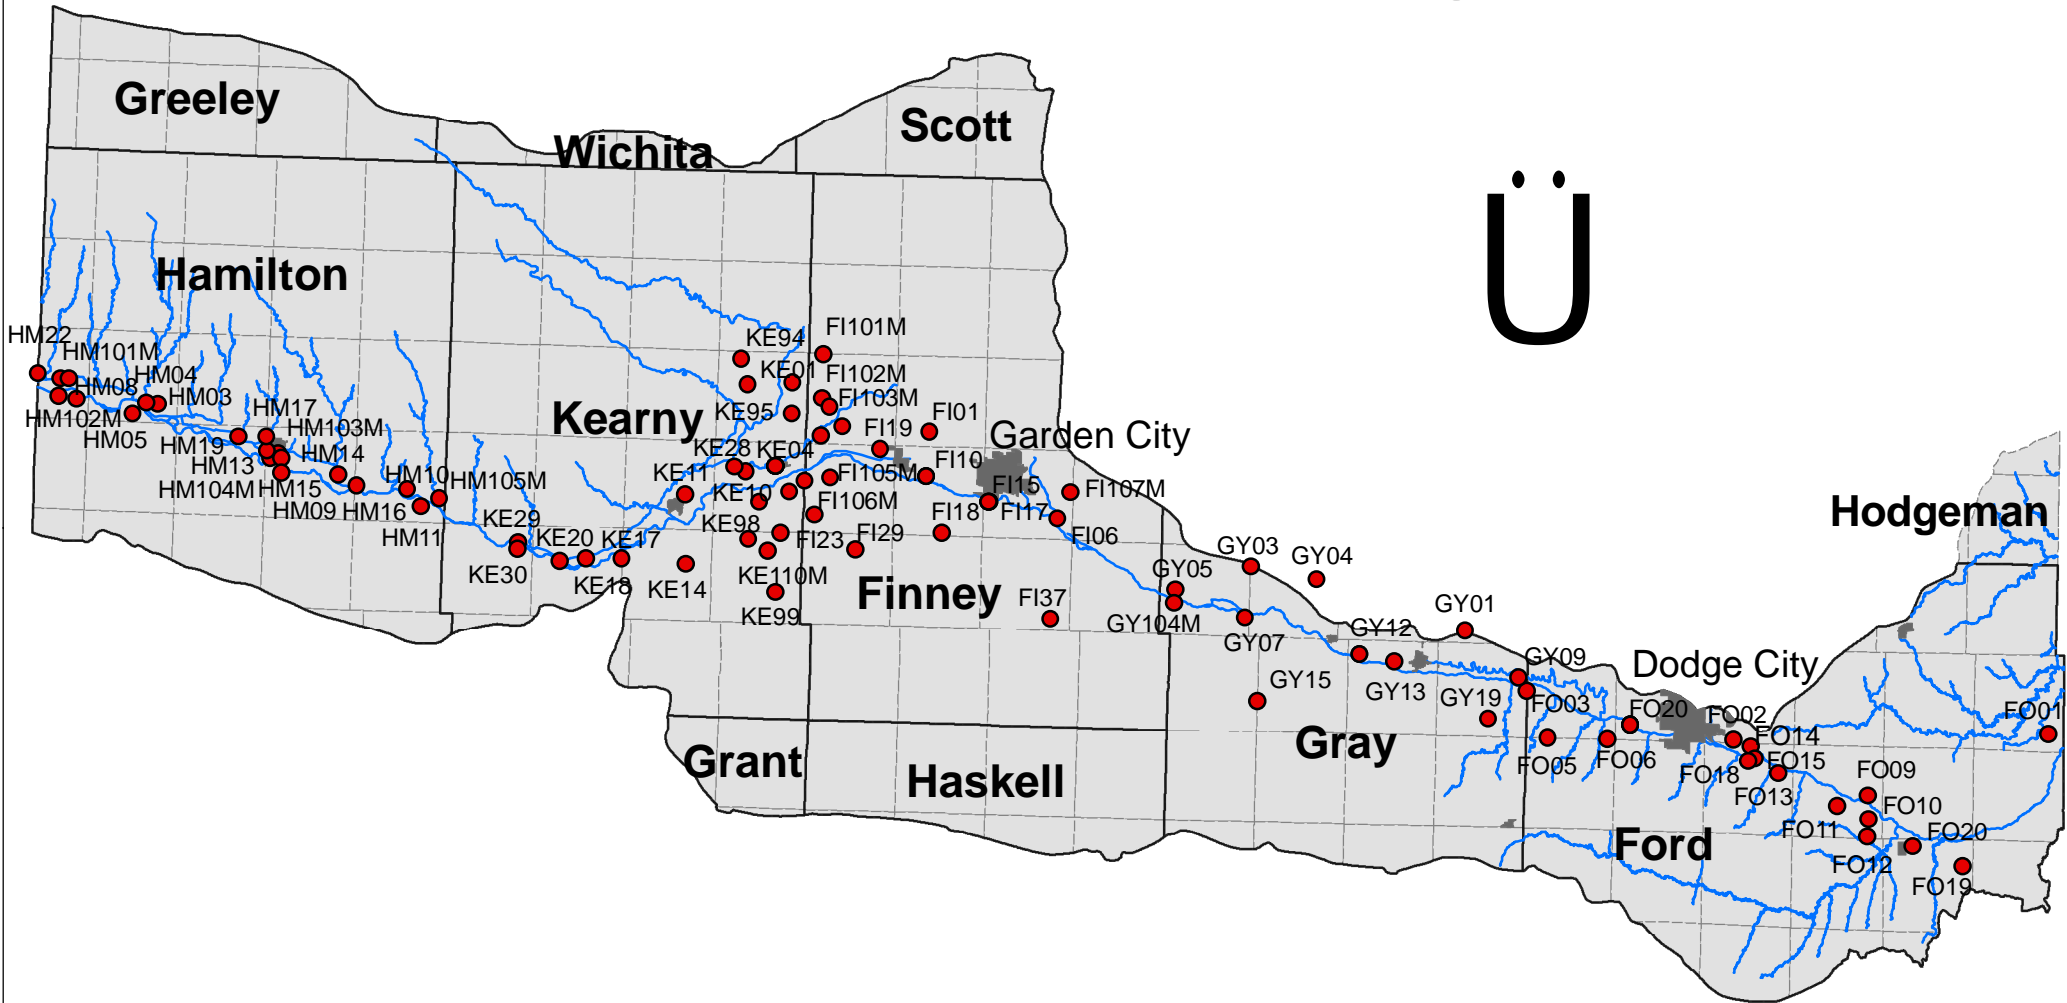 Greeley
Scott
Wichita
Ü
Hamilton
HM22
HM101M
HM08
HM04
HM03
HM102M
HM05
HM17
HM103M
HM19
HM13
HM14
HM104M
HM15
HM09
HM16
HM10
HM105M
HM11
Kearny
KE94
KE01
KE95
KE28
KE04
KE11
KE10
KE98
KE29
KE20
KE17
KE30
KE18
KE14
KE110M
KE99
FI101M
FI102M
FI103M
FI01
FI19
Garden City
FI10
FI105M
FI15
FI107M
FI106M
FI18
FI17
FI06
FI23
FI29
Finney
FI37
Hodgeman
GY03
GY04
GY05
GY104M
GY07
GY01
GY12
GY09
GY13
GY19
GY15
Gray
Grant
Haskell
Dodge City
FO03
FO20
FO02
FO14
FO01
FO05
FO06
FO18
FO15
FO13
FO09
FO10
FO11
FO20
FO12
FO19
Ford